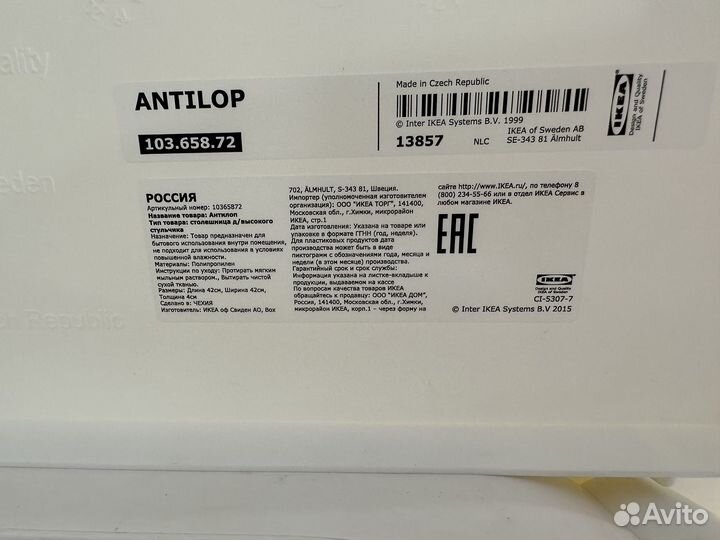 ality
eden
ANTILOP
103.658.72
Made in Czech Republic
© Inter IKEA Systems B.V. 1999
13857 NLC
IKEA of Sweden AB
SE-343 81 Älmhult
IKEA
Design and Quality
IKEA of Sweden
РОССИЯ
Артикульный номер: 10365872
Название товара: Антилоп
Тип товара: столешница д/высокого
стульчика
Назначение: Товар предназначен для
бытового использования внутри помещения,
не подходит для использования в условиях
повышенной влажности.
Материалы: Полипропилен
Инструкции по уходу: Протирать мягким
мыльным раствором., Вытирать чистой
сухой тканью.
Размеры: Длина 42см, Ширина 42см,
Толщина 4см
Сделано в: ЧЕХИЯ
Изготовитель: ИКЕА оф Свиден АО, Box
702, ÄLMHULT, S-343 81, Швеция.
Импортер (уполномоченная изготовителем
организация): ООО "ИКЕА ТОРГ", 141400,
Московская обл., г.Химки, микрорайон
ИКЕА, стр.1
Дата изготовления: Указана на товаре или
упаковке в формате ГГНН (год, неделя).
Для пластиковых продуктов дата
производства может быть в виде
пиктограмм с обозначениями года, месяца и
недели (в этом месяце) производства.
Гарантийный срок и срок службы:
Информация указана на листке-вкладыше к
продукции, выдаваемом на кассе
По вопросам качества товаров ИКЕА
обращайтесь к продавцу: ООО "ИКЕА ДОМ",
Россия, 141400, Московская обл., г.Химки,
микрорайон ИКЕА, корп.1 – через форму на
сайте http://www.IKEA.ru/, по телефону 8
(800) 234-55-66 или в отдел ИКЕА Сервис в
любом магазине ИКЕА.
EAC
IKEA
Design and Quality
IKEA of Sweden
CI-5307-7
© Inter IKEA Systems B.V 2015
Avito